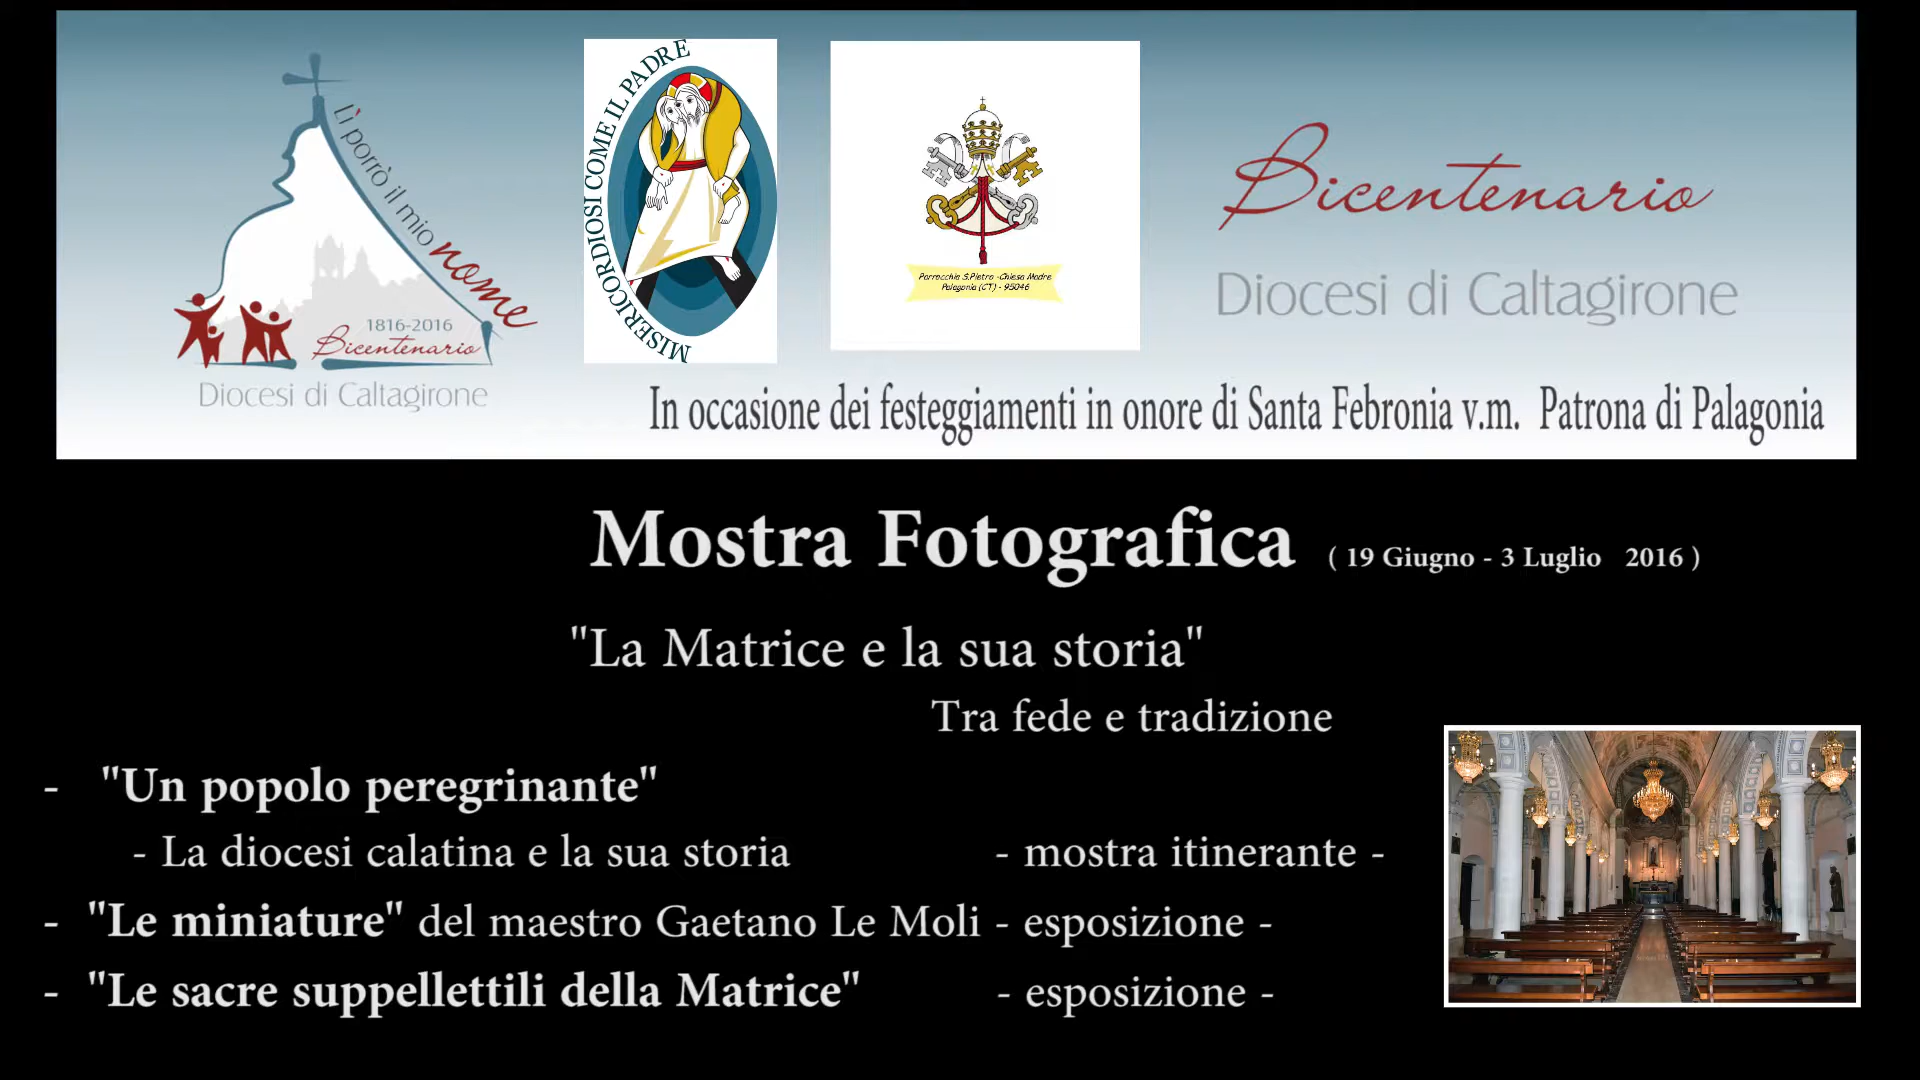 Lì porrò il mio nome
1816-2016
Bicentenario
Diocesi di Caltagirone
MISERICORDIOSI COME IL PADRE
Parrocchia S.Pietro -Chiesa Madre
Palagonia (CT) - 95046
Bicentenario
Diocesi di Caltagirone
In occasione dei festeggiamenti in onore di Santa Febronia v.m. Patrona di Palagonia
Mostra Fotografica ( 19 Giugno - 3 Luglio 2016 )
"La Matrice e la sua storia"
Tra fede e tradizione
- "Un popolo peregrinante"
- La diocesi calatina e la sua storia - mostra itinerante -
- "Le miniature" del maestro Gaetano Le Moli - esposizione -
- "Le sacre suppellettili della Matrice" - esposizione -